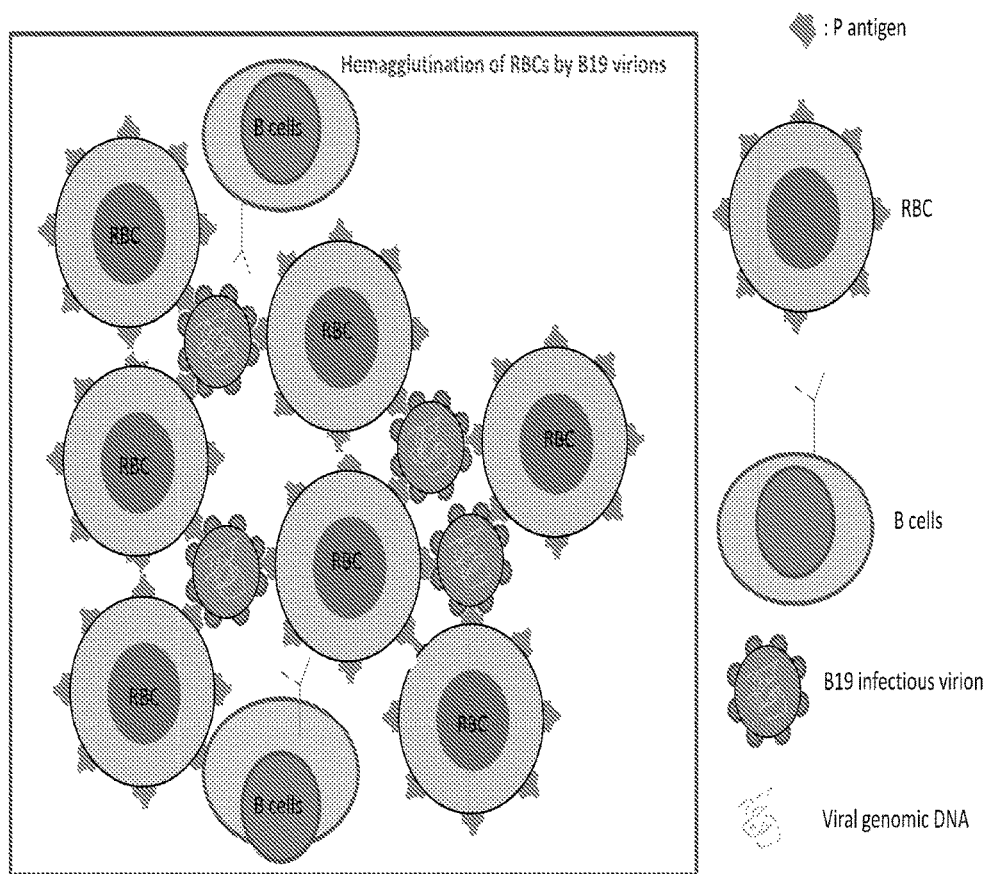 : P antigen
Hemagglutination of RBCs by B19 virions
B cells
RBC
RBC
RBC
RBC
RBC
RBC
RBC
RBC
B cells
RBC
B cells
B19 infectious virion
Viral genomic DNA